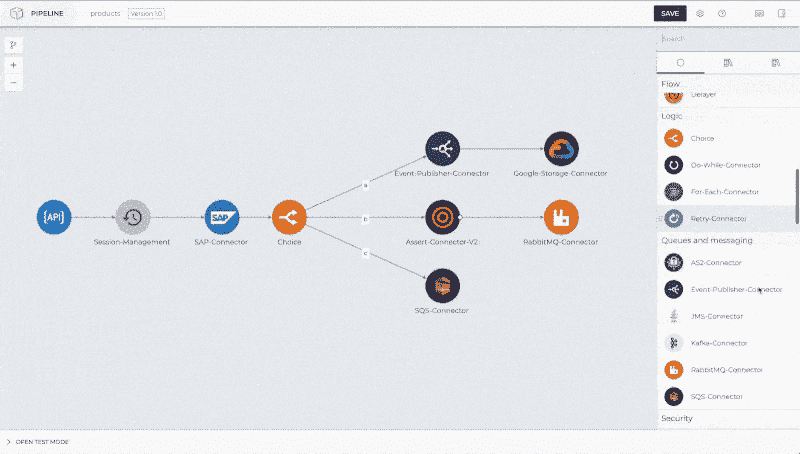 PIPELINE
products
Version 1.0
SAVE
Search
Flow
Delayer
Logic
Choice
Do-While-Connector
For-Each-Connector
Retry-Connector
Queues and messaging
AS2-Connector
Event-Publisher-Connector
JMS-Connector
Kafka-Connector
RabbitMQ-Connector
SQS-Connector
Security
{API}
Session-Management
SAP
SAP-Connector
Choice
a
b
c
Event-Publisher-Connector
Google-Storage-Connector
Assert-Connector-V2
RabbitMQ-Connector
SQS-Connector
OPEN TEST MODE